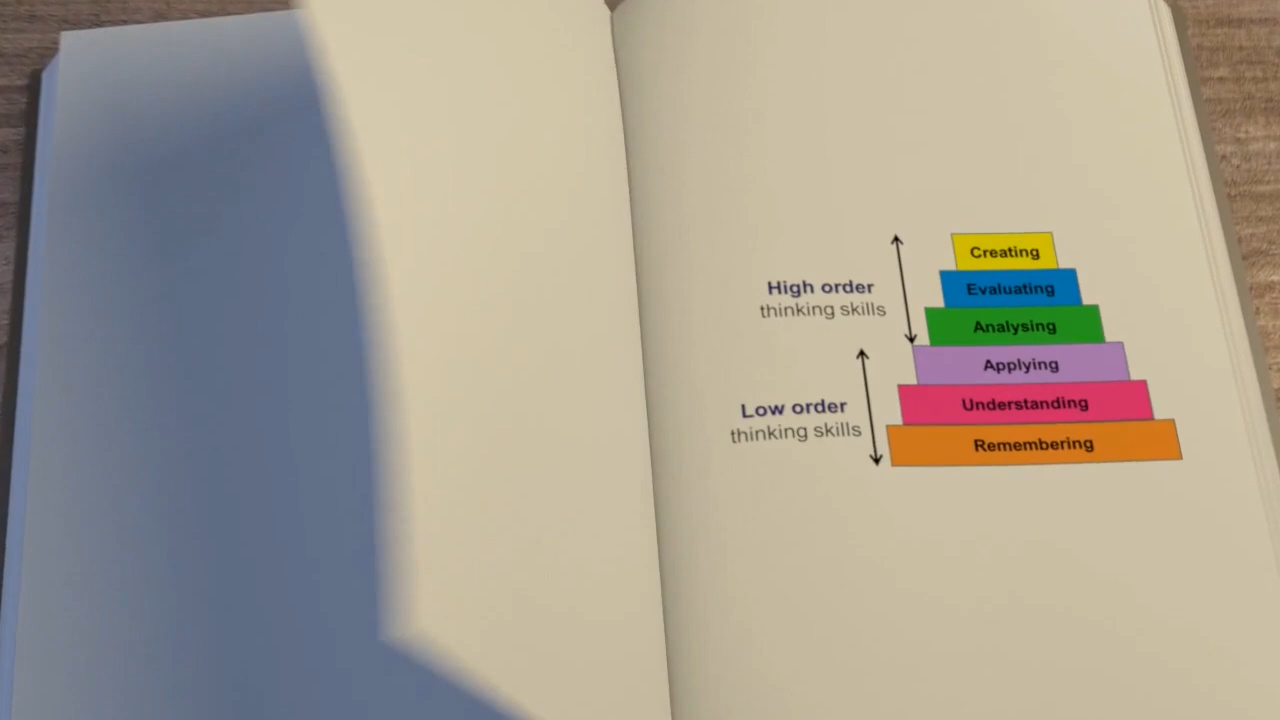 Creating
High order
thinking skills
Evaluating
Analysing
Applying
Low order
thinking skills
Understanding
Remembering